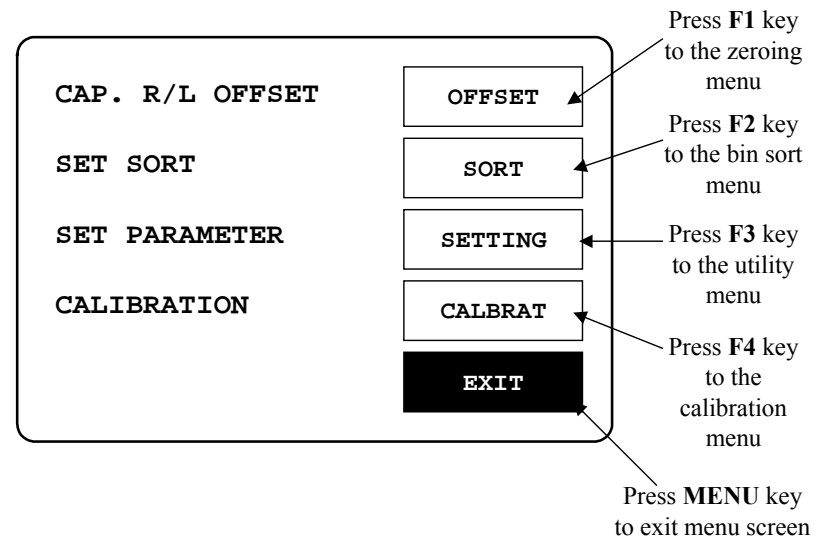 Press F1 key
to the zeroing
menu
CAP. R/L OFFSET
OFFSET
Press F2 key
to the bin sort
menu
SET SORT
SORT
Press F3 key
to the utility
menu
SET PARAMETER
SETTING
CALIBRATION
CALBRAT
Press F4 key
to the
calibration
menu
EXIT
Press MENU key
to exit menu screen